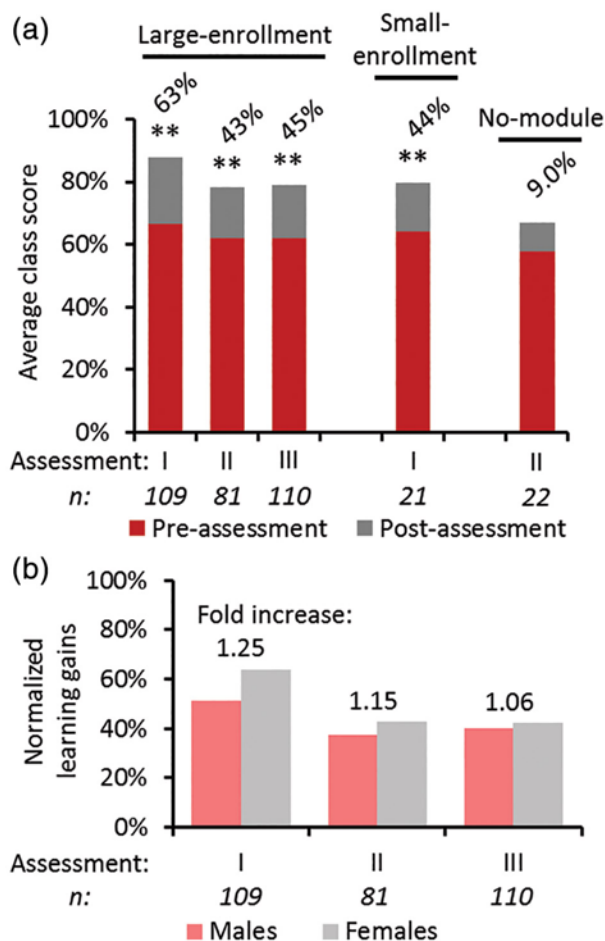 (a)
Large-enrollment
Small-
enrollment
No-module
63%
43%
45%
44%
9.0%
**
**
**
**
Average class score
100%
80%
60%
40%
20%
0%
Assessment: I II III I II
n: 109 81 110 21 22
Pre-assessment Post-assessment
(b)
Normalized
learning gains
100%
80%
60%
40%
20%
0%
Fold increase:
1.25
1.15
1.06
Assessment: I II III
n: 109 81 110
Males Females